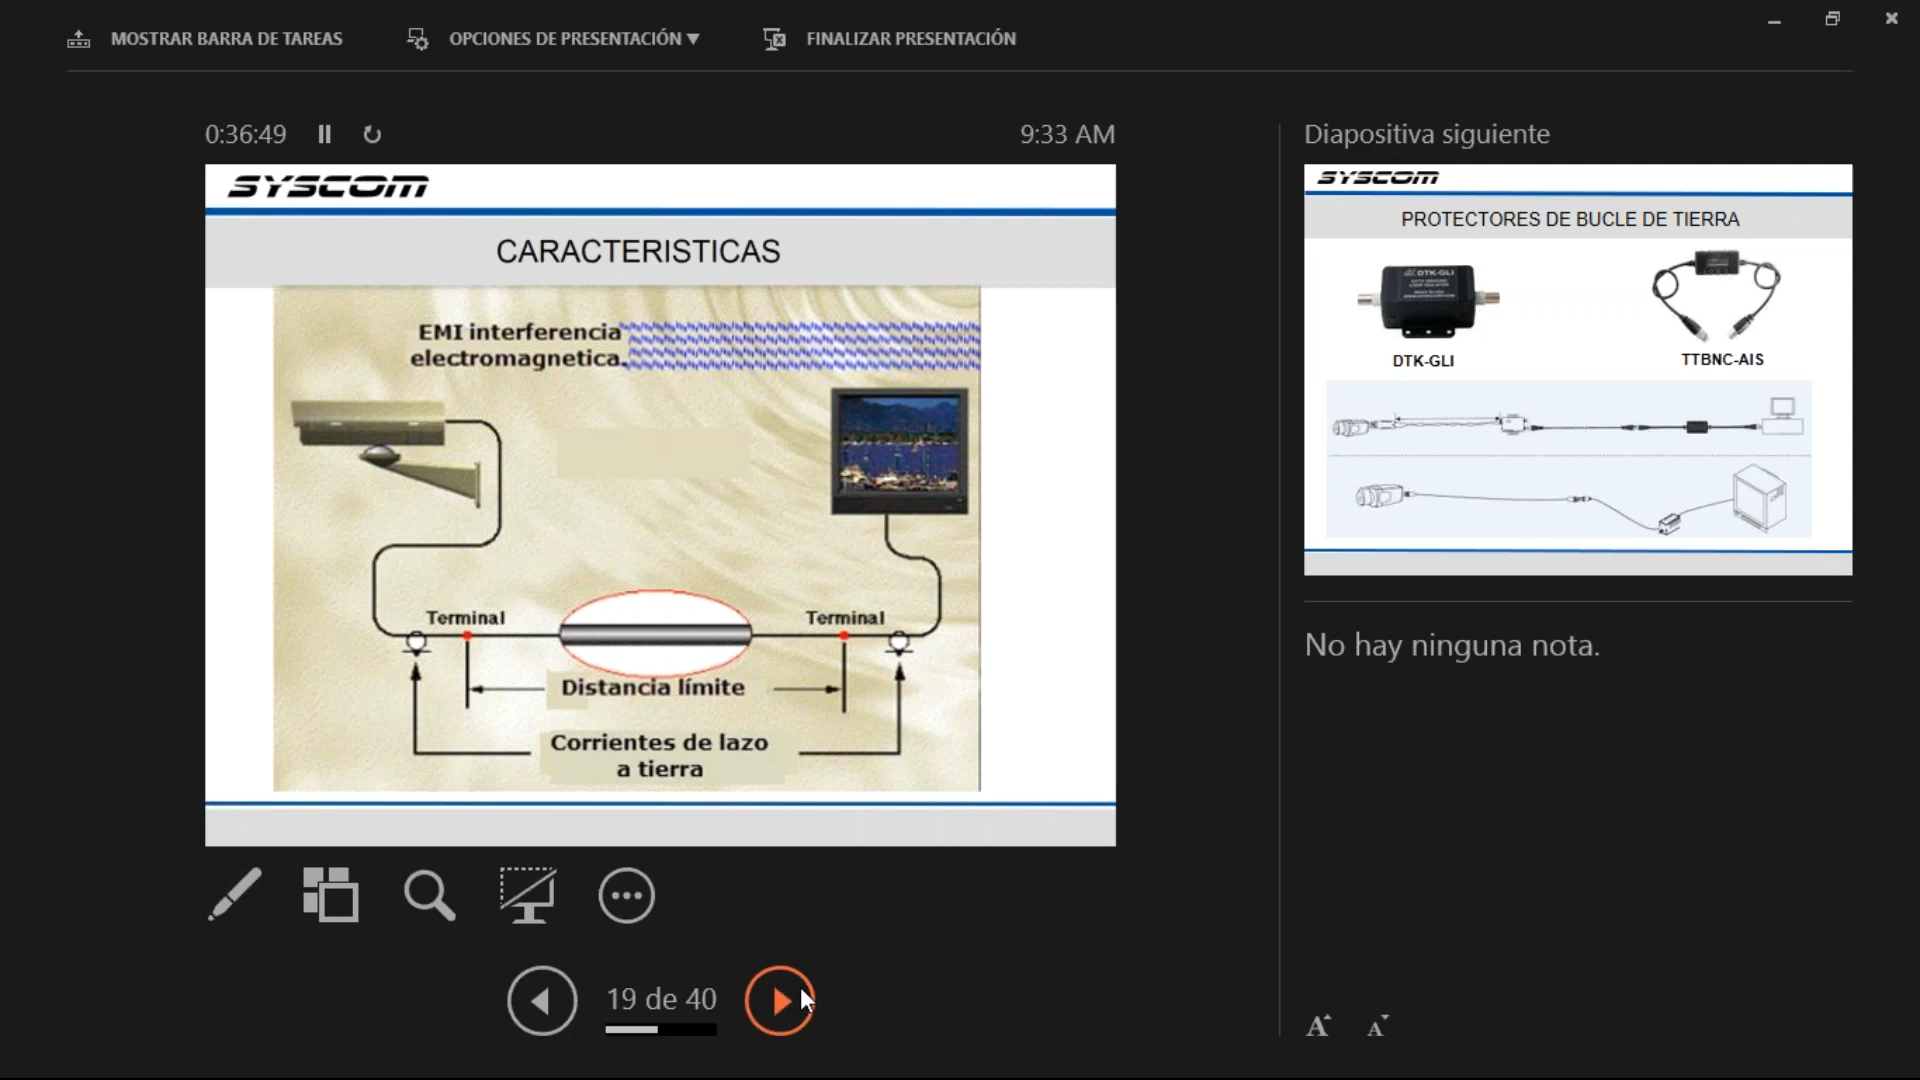 MOSTRAR BARRA DE TAREAS
OPCIONES DE PRESENTACIÓN ▼
FINALIZAR PRESENTACIÓN
0:36:49
9:33 AM
SYSCOM
CARACTERISTICAS
EMI interferencia
electromagnetica.
Terminal
Terminal
Distancia límite
Corrientes de lazo
a tierra
19 de 40
Diapositiva siguiente
SYSCOM
PROTECTORES DE BUCLE DE TIERRA
DTK-GLI
DTK-GLI
TTBNC-AIS
No hay ninguna nota.
A A